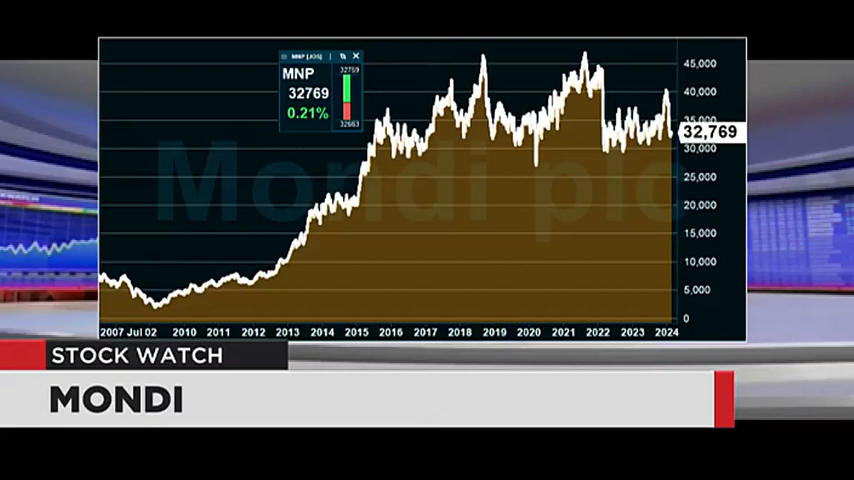 MNP [JOS]
MNP
32769
0.21%
32769
32663
45,000
40,000
35,000
32,769
30,000
25,000
20,000
15,000
10,000
5,000
0
Mondi plc
2007 Jul 02 2010 2011 2012 2013 2014 2015 2016 2017 2018 2019 2020 2021 2022 2023 2024
STOCK WATCH
MONDI